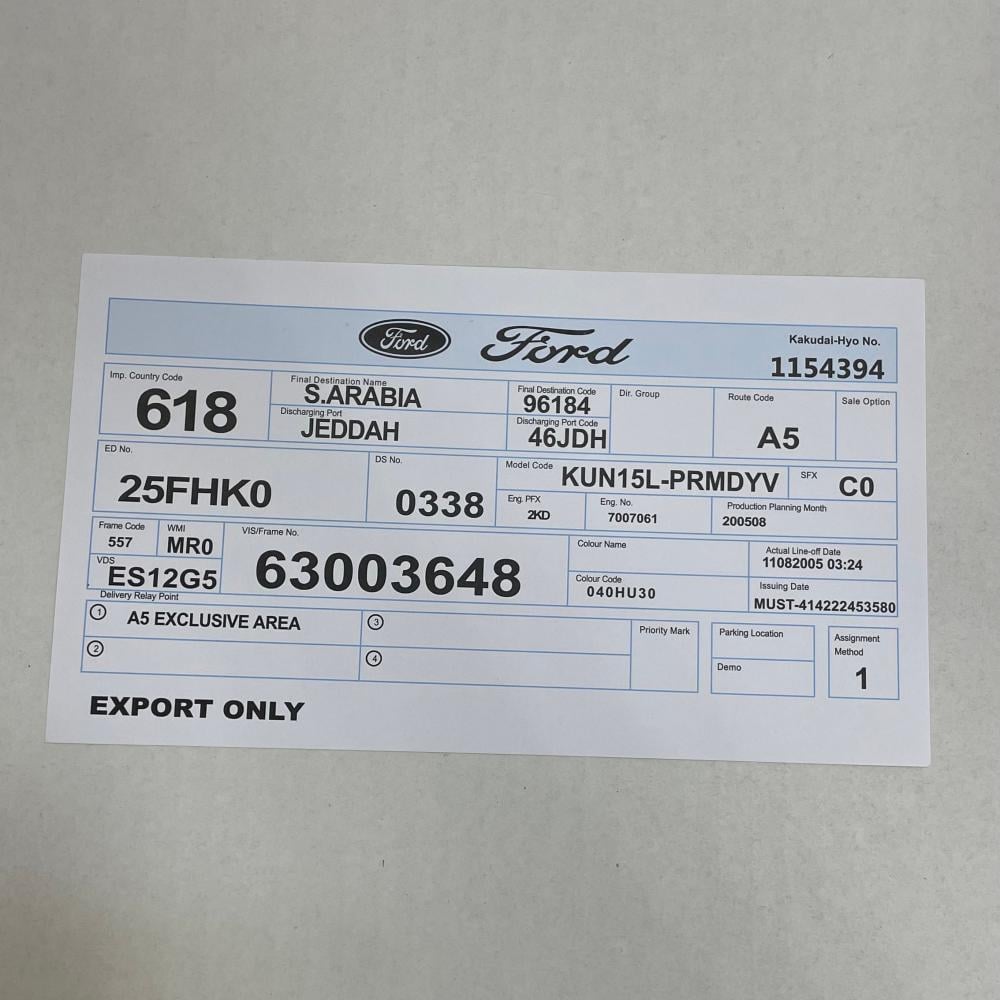 Ford Ford
Kakudai-Hyo No.
1154394
Imp. Country Code
618
Final Destination Name
S.ARABIA
Discharging Port
JEDDAH
Final Destination Code
96184
Discharging Port Code
46JDH
Dir. Group
Route Code
A5
Sale Option
ED No.
25FHK0
DS No.
0338
Model Code KUN15L-PRMDYV
SFX C0
Eng. PFX
2KD
Eng. No.
7007061
Production Planning Month
200508
Frame Code
557
WMI
MR0
VDS
ES12G5
VIS/Frame No.
63003648
Colour Name
Colour Code
040HU30
Actual Line-off Date
11082005 03:24
Issuing Date
MUST-414222453580
Delivery Relay Point
1 A5 EXCLUSIVE AREA
2
3
4
Priority Mark
Parking Location
Demo
Assignment
Method
1
EXPORT ONLY